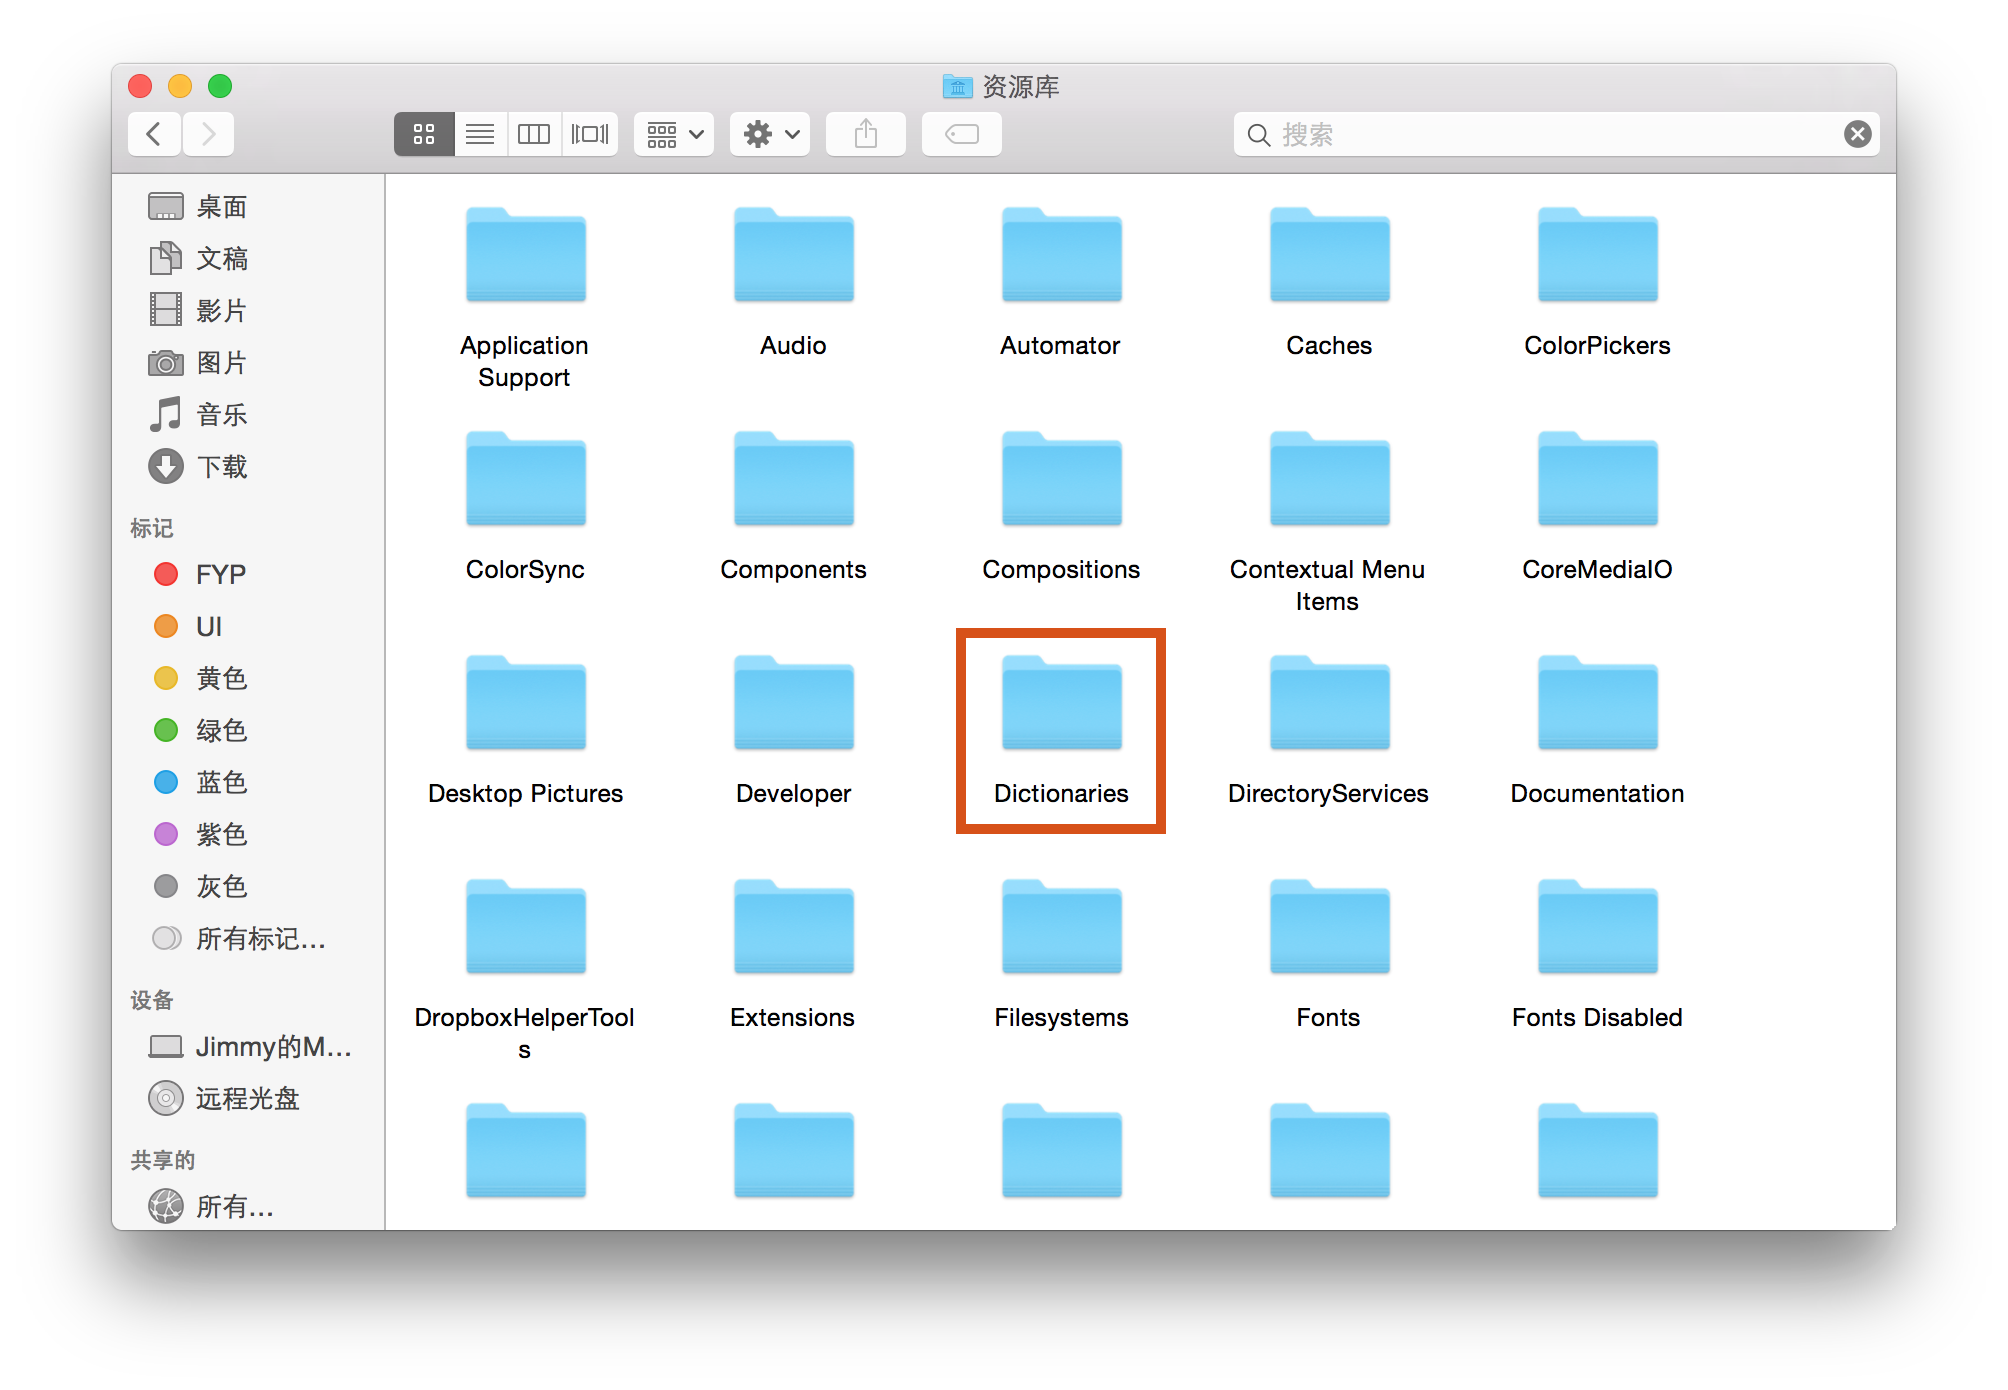 资源库
搜索
桌面
文稿
影片
图片
音乐
下载
标记
FYP
UI
黄色
绿色
蓝色
紫色
灰色
所有标记...
设备
Jimmy的M...
远程光盘
共享的
所有...
Application
Support
Audio
Automator
Caches
ColorPickers
ColorSync
Components
Compositions
Contextual Menu
Items
CoreMediaIO
Desktop Pictures
Developer
Dictionaries
DirectoryServices
Documentation
DropboxHelperTool
s
Extensions
Filesystems
Fonts
Fonts Disabled